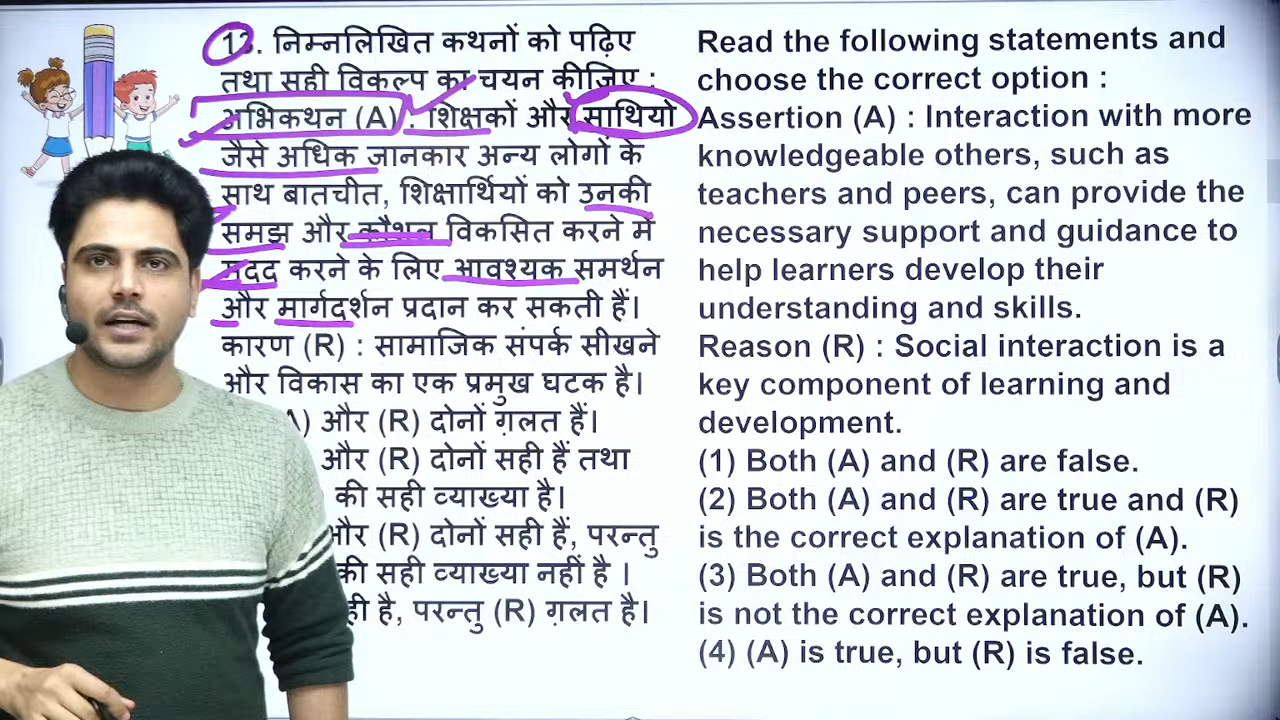 13. निम्नलिखित कथनों को पढ़िए
तथा सही विकल्प का चयन कीजिए :
अभिकथन (A) : शिक्षकों और साथियो
जैसे अधिक जानकार अन्य लोगों के
साथ बातचीत, शिक्षार्थियों को उनकी
समझ और कौशल विकसित करने में
मदद करने के लिए आवश्यक समर्थन
और मार्गदर्शन प्रदान कर सकती हैं।
कारण (R) : सामाजिक संपर्क सीखने
और विकास का एक प्रमुख घटक है।
A) और (R) दोनों ग़लत हैं।
और (R) दोनों सही हैं तथा
की सही व्याख्या है।
और (R) दोनों सही हैं, परन्तु
की सही व्याख्या नहीं है ।
ही है, परन्तु (R) ग़लत है।
Read the following statements and
choose the correct option :
Assertion (A) : Interaction with more
knowledgeable others, such as
teachers and peers, can provide the
necessary support and guidance to
help learners develop their
understanding and skills.
Reason (R) : Social interaction is a
key component of learning and
development.
(1) Both (A) and (R) are false.
(2) Both (A) and (R) are true and (R)
is the correct explanation of (A).
(3) Both (A) and (R) are true, but (R)
is not the correct explanation of (A).
(4) (A) is true, but (R) is false.